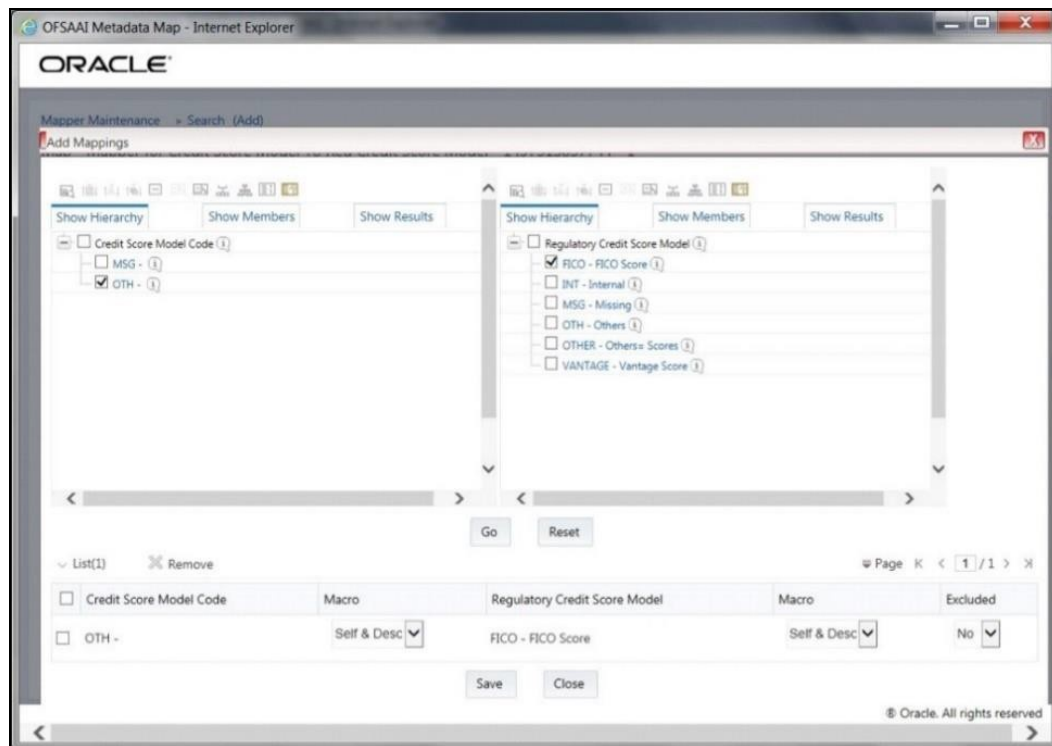 OFSAAI Metadata Map - Internet Explorer
ORACLE
Mapper Maintenance » Search (Add)
Add Mappings
Show Hierarchy Show Members Show Results
Credit Score Model Code
MSG -
OTH -
Show Hierarchy Show Members Show Results
Regulatory Credit Score Model
FICO - FICO Score
INT - Internal
MSG - Missing
OTH - Others
OTHER - Others= Scores
VANTAGE - Vantage Score
Go Reset
List(1) Remove Page 1 / 1
Credit Score Model Code Macro Regulatory Credit Score Model Macro Excluded
OTH - Self & Desc FICO - FICO Score Self & Desc No
Save Close
® Oracle. All rights reserved